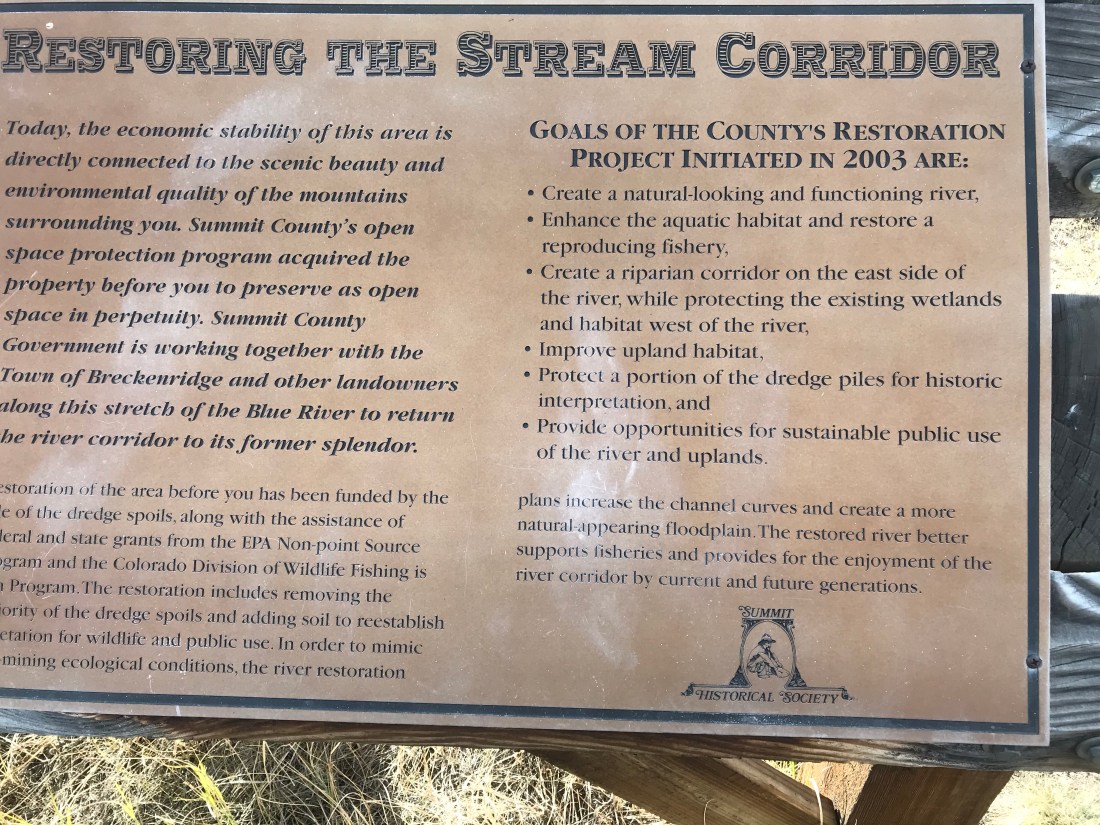 RESTORING THE STREAM CORRIDOR
Today, the economic stability of this area is
directly connected to the scenic beauty and
environmental quality of the mountains
surrounding you. Summit County's open
space protection program acquired the
property before you to preserve as open
space in perpetuity. Summit County
Government is working together with the
Town of Breckenridge and other landowners
along this stretch of the Blue River to return
he river corridor to its former splendor.
estoration of the area before you has been funded by the
le of the dredge spoils, along with the assistance of
deral and state grants from the EPA Non-point Source
ogram and the Colorado Division of Wildlife Fishing is
n Program. The restoration includes removing the
jority of the dredge spoils and adding soil to reestablish
etation for wildlife and public use. In order to mimic
-mining ecological conditions, the river restoration
GOALS OF THE COUNTY'S RESTORATION
PROJECT INITIATED IN 2003 ARE:
• Create a natural-looking and functioning river,
• Enhance the aquatic habitat and restore a
reproducing fishery,
• Create a riparian corridor on the east side of
the river, while protecting the existing wetlands
and habitat west of the river,
• Improve upland habitat,
• Protect a portion of the dredge piles for historic
interpretation, and
• Provide opportunities for sustainable public use
of the river and uplands.
plans increase the channel curves and create a more
natural-appearing floodplain. The restored river better
supports fisheries and provides for the enjoyment of the
river corridor by current and future generations.
SUMMIT
HISTORICAL SOCIETY